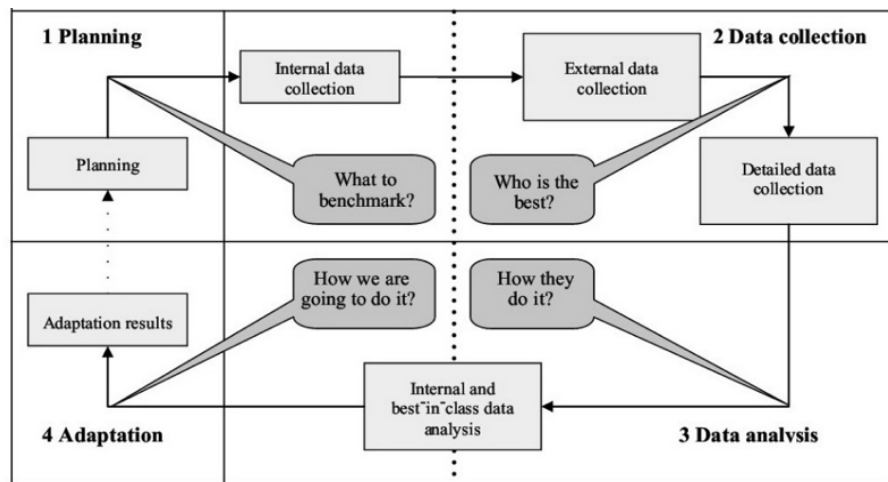 1 Planning
2 Data collection
Internal data
collection
External data
collection
Planning
What to
benchmark?
Who is the
best?
Detailed data
collection
How we are
going to do it?
How they
do it?
Adaptation results
Internal and
best-in-class data
analysis
4 Adaptation
3 Data analysis